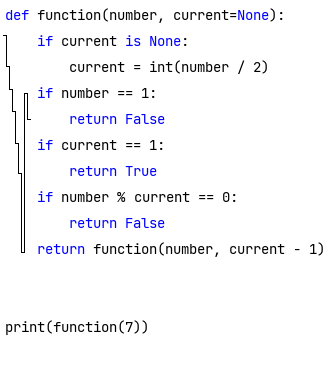 def function(number, current=None):
    if current is None:
        current = int(number / 2)
    if number == 1:
        return False
    if current == 1:
        return True
    if number % current == 0:
        return False
    return function(number, current - 1)
print(function(7))